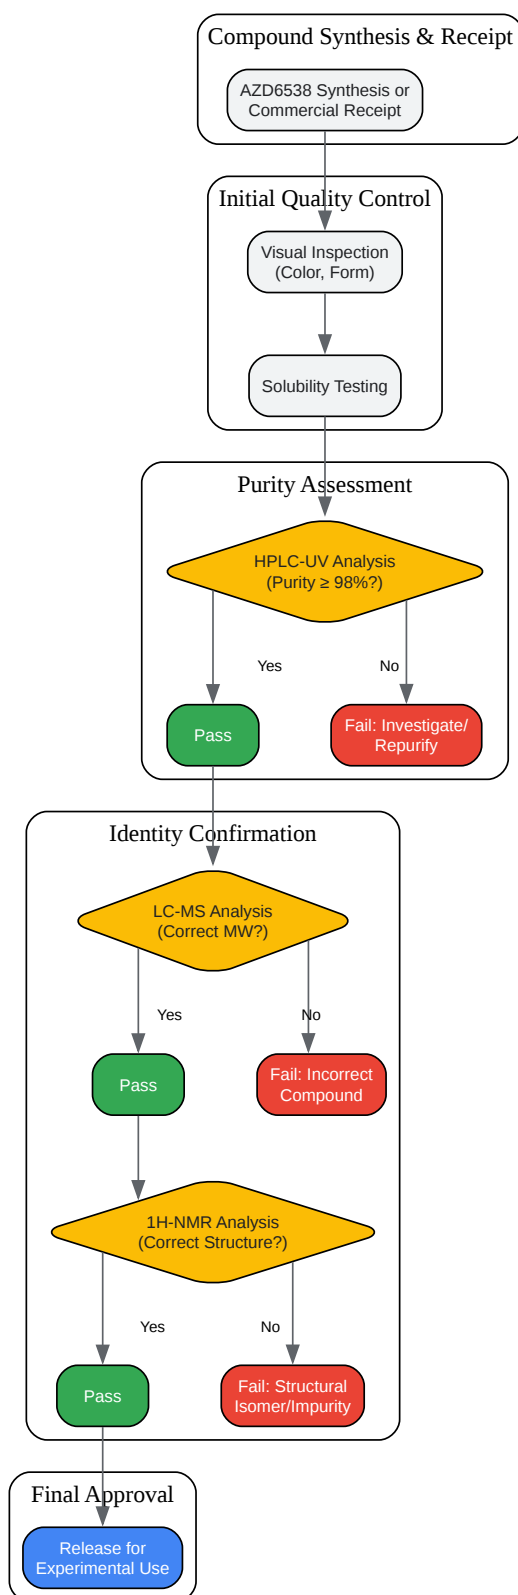 Compound Synthesis & Receipt
AZD6538 Synthesis or
Commercial Receipt
Initial Quality Control
Visual Inspection
(Color, Form)
Solubility Testing
Purity Assessment
HPLC-UV Analysis
(Purity ≥ 98%?)
Yes
No
Pass
Fail: Investigate/
Repurify
Identity Confirmation
LC-MS Analysis
(Correct MW?)
Yes
No
Pass
Fail: Incorrect
Compound
1H-NMR Analysis
(Correct Structure?)
Yes
No
Pass
Fail: Structural
Isomer/Impurity
Final Approval
Release for
Experimental Use